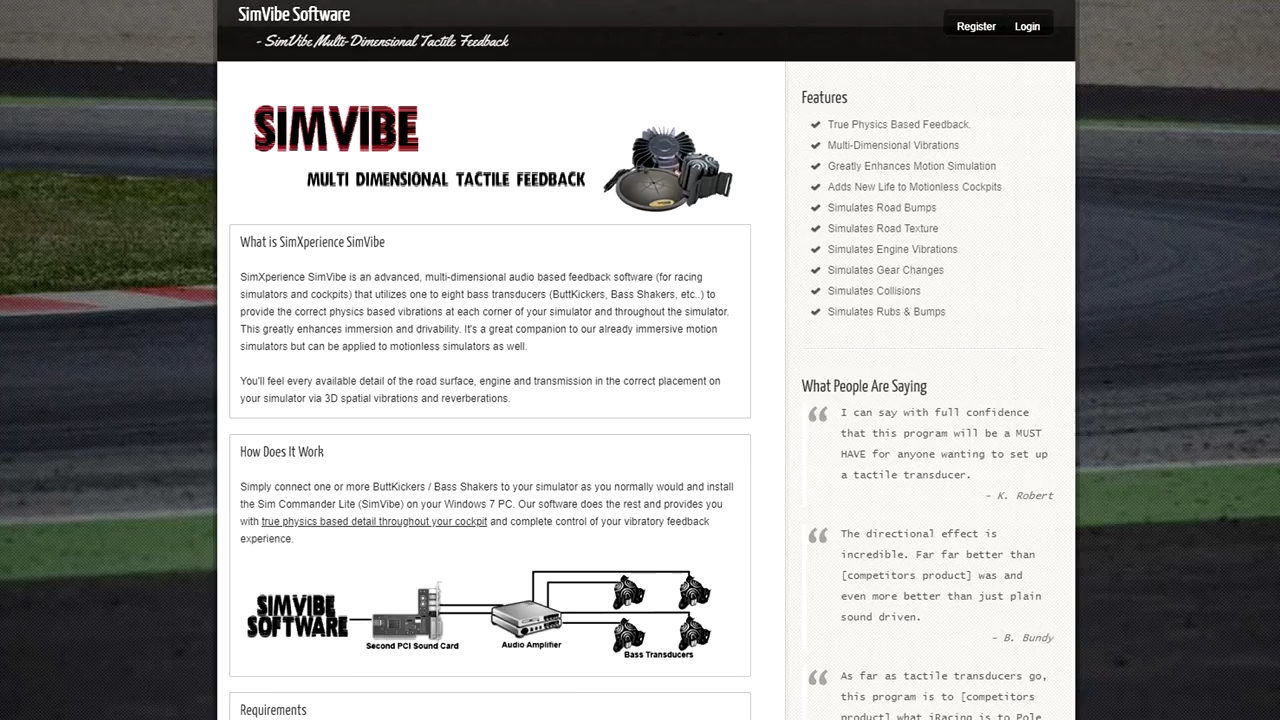 SimVibe Software
- SimVibe Multi-Dimensional Tactile Feedback
Register Login
SIMVIBE
MULTI DIMENSIONAL TACTILE FEEDBACK
What is SimXperience SimVibe
SimXperience SimVibe is an advanced, multi-dimensional audio based feedback software (for racing
simulators and cockpits) that utilizes one to eight bass transducers (ButtKickers, Bass Shakers, etc..) to
provide the correct physics based vibrations at each corner of your simulator and throughout the simulator.
This greatly enhances immersion and drivability. It's a great companion to our already immersive motion
simulators but can be applied to motionless simulators as well.
You'll feel every available detail of the road surface, engine and transmission in the correct placement on
your simulator via 3D spatial vibrations and reverberations.
How Does It Work
Simply connect one or more ButtKickers / Bass Shakers to your simulator as you normally would and install
the Sim Commander Lite (SimVibe) on your Windows 7 PC. Our software does the rest and provides you
with true physics based detail throughout your cockpit and complete control of your vibratory feedback
experience.
SIMVIBE
SOFTWARE
Second PCI Sound Card
Audio Amplifier
Bass Transducers
Requirements
Features
True Physics Based Feedback.
Multi-Dimensional Vibrations
Greatly Enhances Motion Simulation
Adds New Life to Motionless Cockpits
Simulates Road Bumps
Simulates Road Texture
Simulates Engine Vibrations
Simulates Gear Changes
Simulates Collisions
Simulates Rubs & Bumps
What People Are Saying
I can say with full confidence
that this program will be a MUST
HAVE for anyone wanting to set up
a tactile transducer.
- K. Robert
The directional effect is
incredible. Far far better than
[competitors product] was and
even more better than just plain
sound driven.
- B. Bundy
As far as tactile transducers go,
this program is to [competitors
product] what iRacing is to Pole